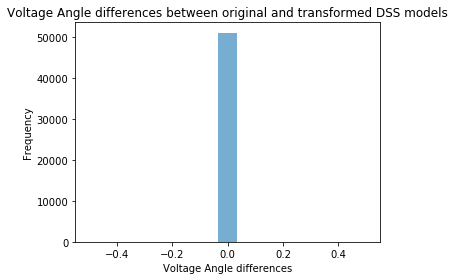 Voltage Angle differences between original and transformed DSS models
50000
40000
30000
20000
10000
0
Frequency
−0.4 −0.2 0.0 0.2 0.4
Voltage Angle differences